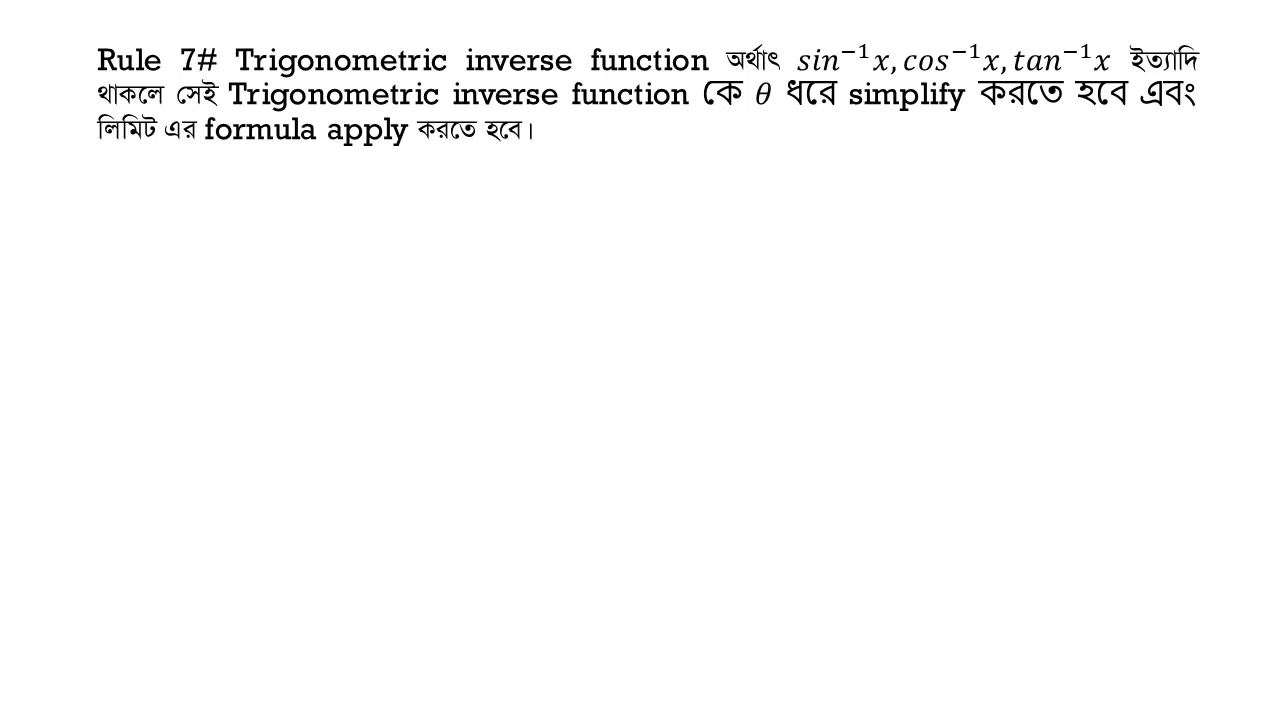 Rule 7# Trigonometric inverse function অর্থাৎ 𝑠𝑖𝑛⁻¹𝑥, 𝑐𝑜𝑠⁻¹𝑥, 𝑡𝑎𝑛⁻¹𝑥 ইত্যাদি
থাকলে সেই Trigonometric inverse function কে 𝜃 ধরে simplify করতে হবে এবং
লিমিট এর formula apply করতে হবে।